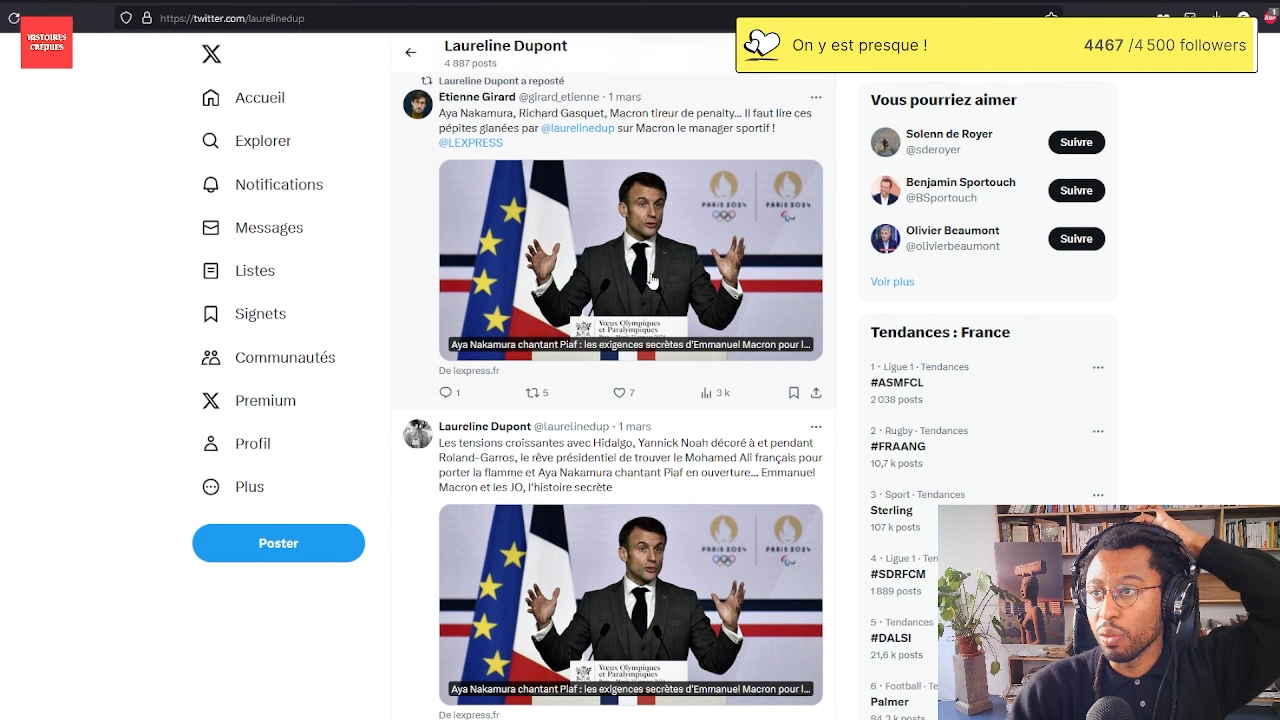 https://twitter.com/laurelinedup
HISTOIRES
CRÉPUES
On y est presque !
4467 /4 500 followers
Accueil
Explorer
Notifications
Messages
Listes
Signets
Communautés
Premium
Profil
Plus
Poster
Laureline Dupont
4 887 posts
Laureline Dupont a reposté
Etienne Girard @girard_etienne · 1 mars
Aya Nakamura, Richard Gasquet, Macron tireur de penalty... Il faut lire ces
pépites glanées par @laurelinedup sur Macron le manager sportif !
@LEXPRESS
PARIS 2024
PARIS 2024
Vœux Olympiques
et Paralympiques
Aya Nakamura chantant Piaf : les exigences secrètes d'Emmanuel Macron pour l...
De lexpress.fr
1
5
7
3 k
Laureline Dupont @laurelinedup · 1 mars
Les tensions croissantes avec Hidalgo, Yannick Noah décoré à et pendant
Roland-Garros, le rêve présidentiel de trouver le Mohamed Ali français pour
porter la flamme et Aya Nakamura chantant Piaf en ouverture... Emmanuel
Macron et les JO, l'histoire secrète
PARIS 2024
PARIS 2024
Vœux Olympiques
et Paralympiques
Aya Nakamura chantant Piaf : les exigences secrètes d'Emmanuel Macron pour l...
De lexpress.fr
Vous pourriez aimer
Solenn de Royer
@sderoyer
Suivre
Benjamin Sportouch
@BSportouch
Suivre
Olivier Beaumont
@olivierbeaumont
Suivre
Voir plus
Tendances : France
1 · Ligue 1 · Tendances
#ASMFCL
2 038 posts
2 · Rugby · Tendances
#FRAANG
10,7 k posts
3 · Sport · Tendances
Sterling
107 k posts
4 · Ligue 1 · Ten
#SDRFCM
1 889 posts
5 · Tendances
#DALSI
21,6 k posts
6 · Football · Te
Palmer
84,3 k posts